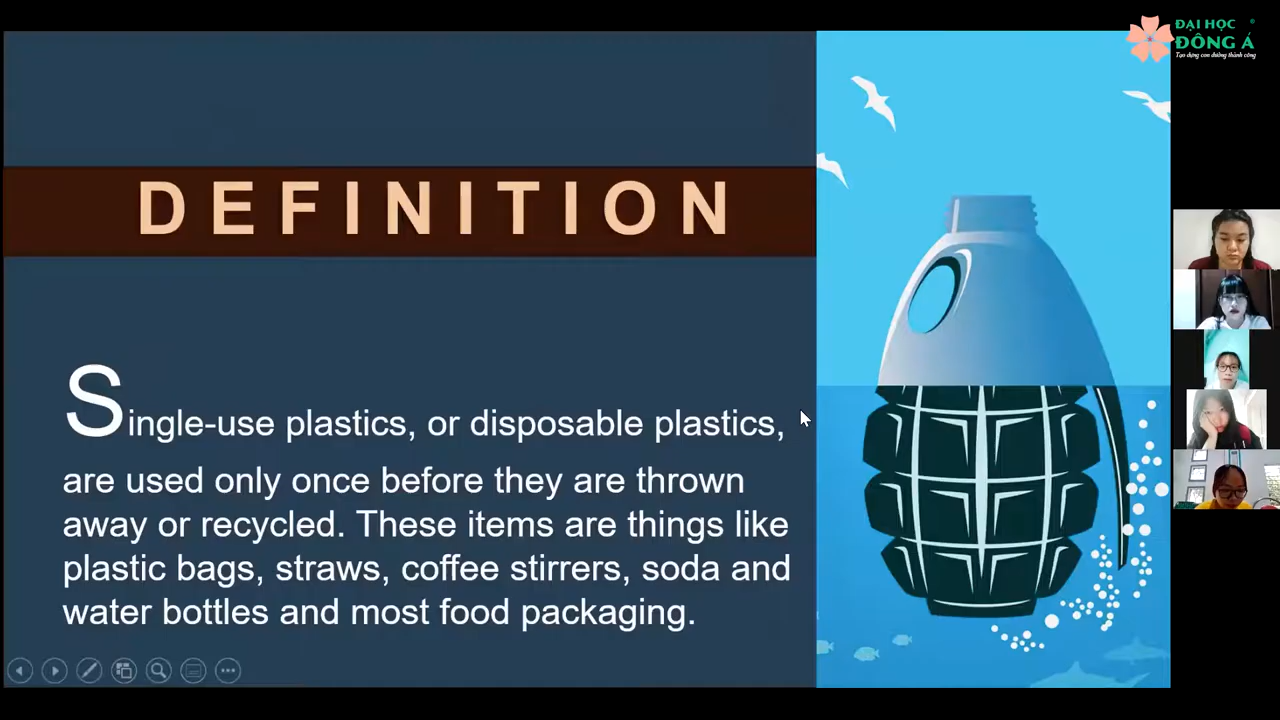 ĐẠI HỌC
ĐÔNG Á
Tạo dựng con đường thành công
DEFINITION
Single-use plastics, or disposable plastics,
are used only once before they are thrown
away or recycled. These items are things like
plastic bags, straws, coffee stirrers, soda and
water bottles and most food packaging.